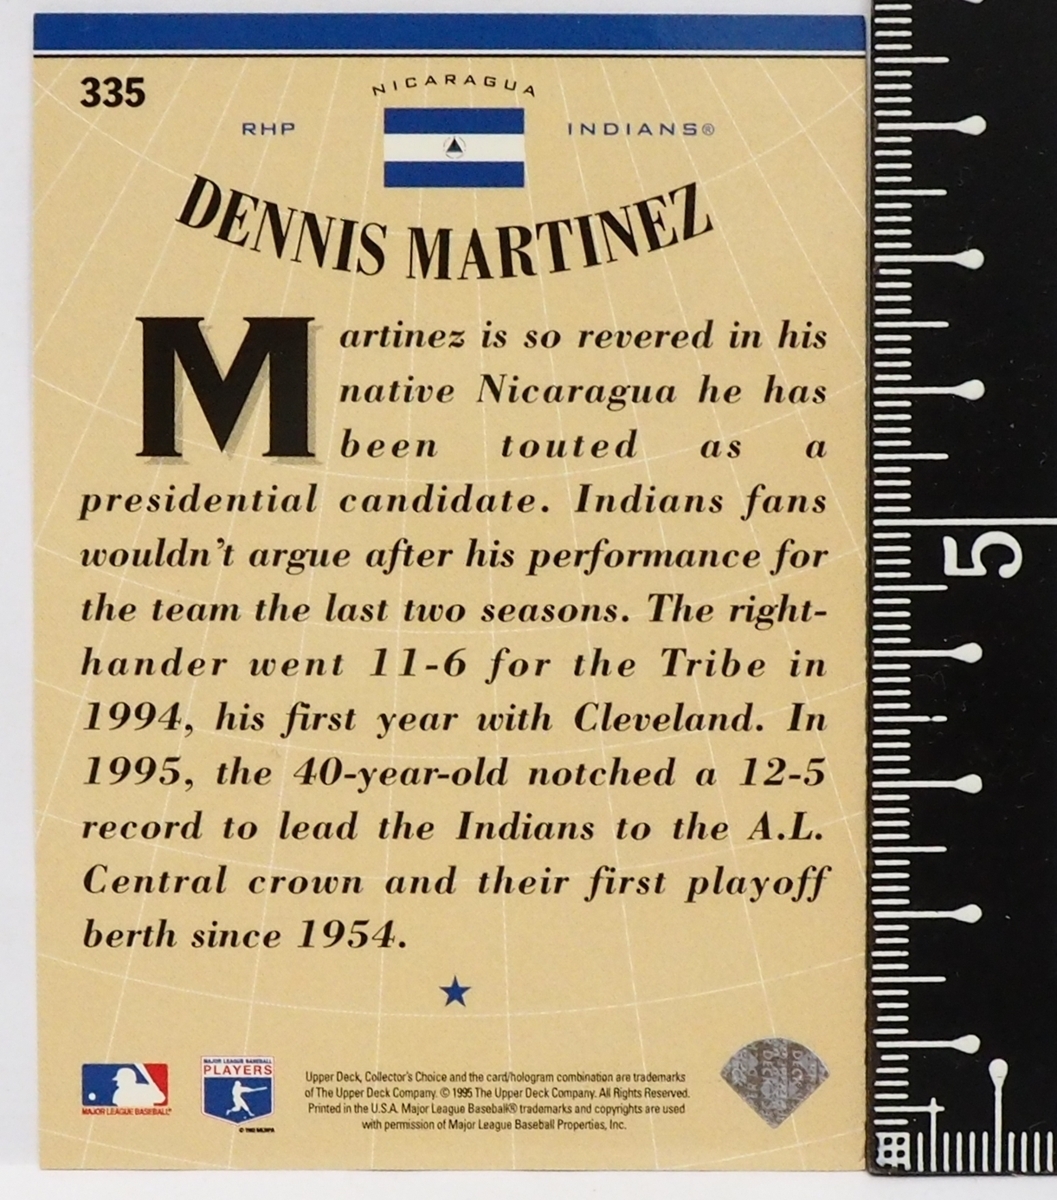 335
NICARAGUA
RHP
INDIANS®
DENNIS MARTINEZ
Martinez is so revered in his
native Nicaragua he has
been touted as a
presidential candidate. Indians fans
wouldn't argue after his performance for
the team the last two seasons. The right-
hander went 11-6 for the Tribe in
1994, his first year with Cleveland. In
1995, the 40-year-old notched a 12-5
record to lead the Indians to the A.L.
Central crown and their first playoff
berth since 1954.
MAJOR LEAGUE BASEBALL
PLAYERS
MAJOR LEAGUE BASEBALL®
Upper Deck, Collector's Choice and the card/hologram combination are trademarks
of The Upper Deck Company. © 1995 The Upper Deck Company. All Rights Reserved.
Printed in the U.S.A. Major League Baseball® trademarks and copyrights are used
with permission of Major League Baseball Properties, Inc.
5